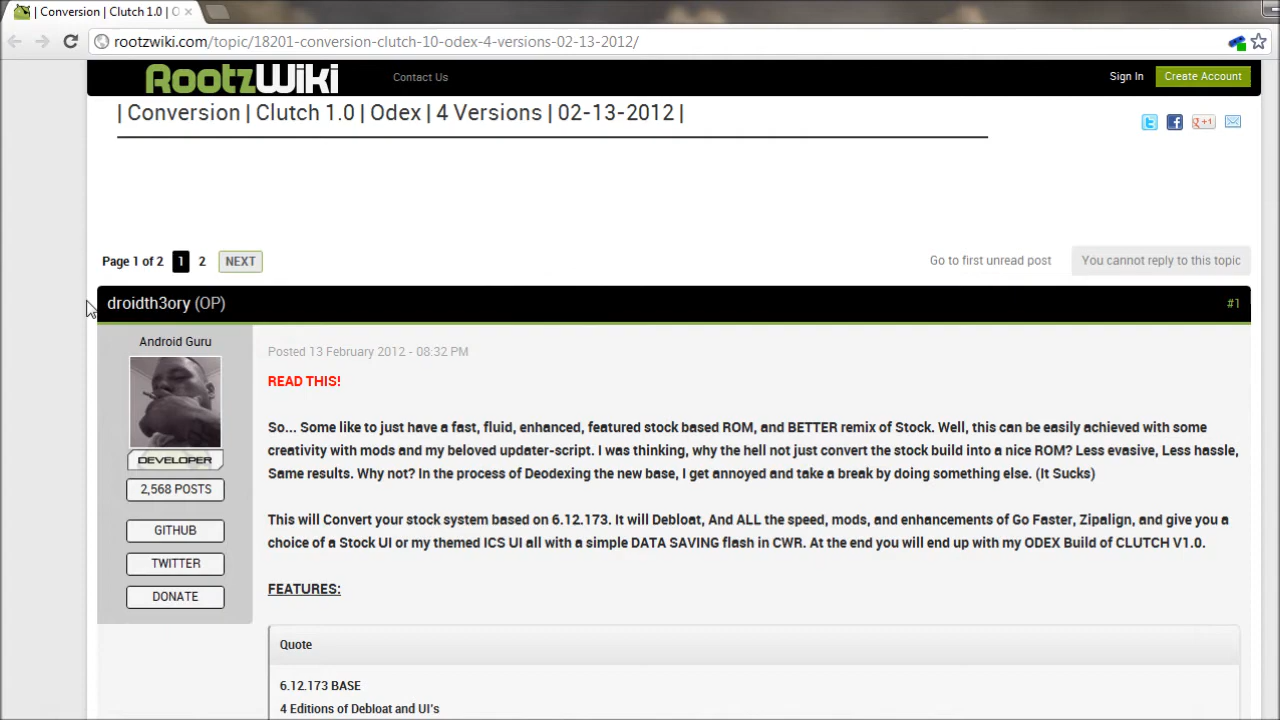 | Conversion | Clutch 1.0 | O
rootzwiki.com/topic/18201-conversion-clutch-10-odex-4-versions-02-13-2012/
RootzWiki
Contact Us
Sign In
Create Account
| Conversion | Clutch 1.0 | Odex | 4 Versions | 02-13-2012 |
Page 1 of 2 1 2 NEXT
Go to first unread post
You cannot reply to this topic
droidth3ory (OP)
#1
Android Guru
DEVELOPER
2,568 POSTS
GITHUB
TWITTER
DONATE
Posted 13 February 2012 - 08:32 PM
READ THIS!
So... Some like to just have a fast, fluid, enhanced, featured stock based ROM, and BETTER remix of Stock. Well, this can be easily achieved with some
creativity with mods and my beloved updater-script. I was thinking, why the hell not just convert the stock build into a nice ROM? Less evasive, Less hassle,
Same results. Why not? In the process of Deodexing the new base, I get annoyed and take a break by doing something else. (It Sucks)
This will Convert your stock system based on 6.12.173. It will Debloat, And ALL the speed, mods, and enhancements of Go Faster, Zipalign, and give you a
choice of a Stock UI or my themed ICS UI all with a simple DATA SAVING flash in CWR. At the end you will end up with my ODEX Build of CLUTCH V1.0.
FEATURES:
Quote
6.12.173 BASE
4 Editions of Debloat and UI's